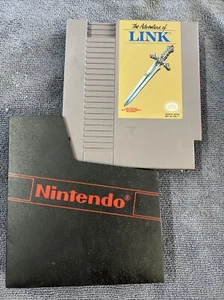 The Adventure of
LINK
Nintendo®